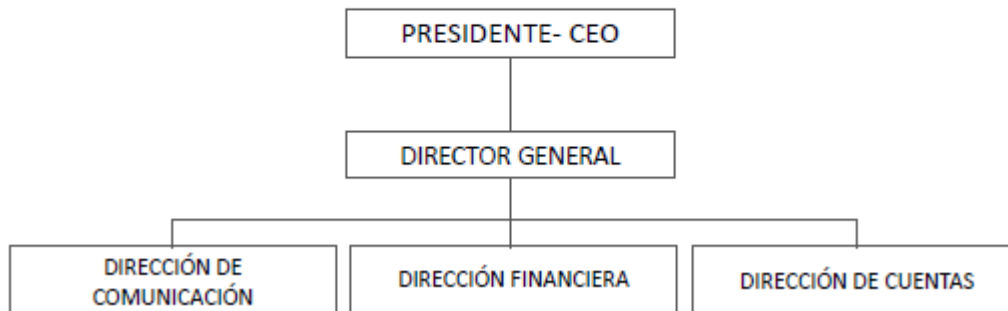 PRESIDENTE- CEO
DIRECTOR GENERAL
DIRECCIÓN DE
COMUNICACIÓN
DIRECCIÓN FINANCIERA
DIRECCIÓN DE CUENTAS